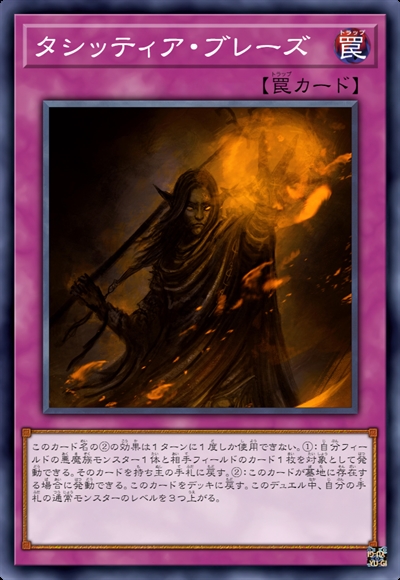 タシッティア・ブレーズ
罠
トラップ
【罠カード】
トラップ
このカード名の②の効果は１ターンに１度しか使用できない。①：自分フィー
ルドの悪魔族モンスター１体と相手フィールドのカード１枚を対象として発
動できる。そのカードを持ち主の手札に戻す。②：このカードが墓地に存在す
る場合に発動できる。このカードをデッキに戻す。このデュエル中、自分の手
札の通常モンスターのレベルを３つ上がる。